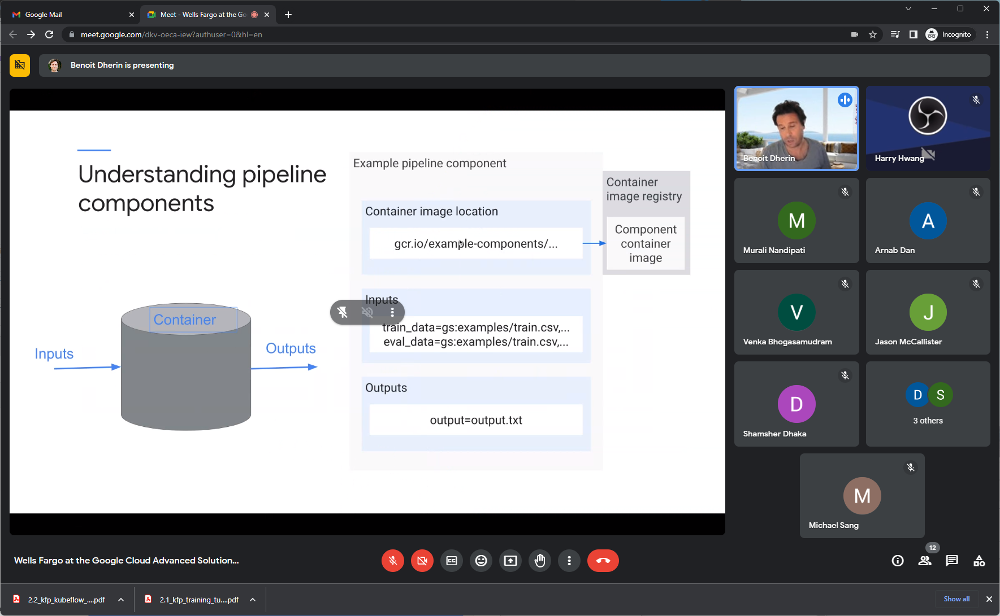 Google Mail
Meet - Wells Fargo at the Go
meet.google.com/dkv-oeca-iew?authuser=0&hl=en
Incognito
Benoit Dherin is presenting
Understanding pipeline
components
Inputs
Container
Outputs
Example pipeline component
Container image location
gcr.io/example-components/...
Container
image registry
Component
container
image
Inputs
train_data=gs:examples/train.csv,...
eval_data=gs:examples/train.csv,...
Outputs
output=output.txt
Benoit Dherin
Harry Hwang
M
Murali Nandipati
A
Arnab Dan
V
Venka Bhogasamudram
J
Jason McCallister
D
Shamsher Dhaka
D S
3 others
M
Michael Sang
Wells Fargo at the Google Cloud Advanced Solution...
CC
12
2.2_kfp_kubeflow_....pdf
2.1_kfp_training_tu....pdf
Show all